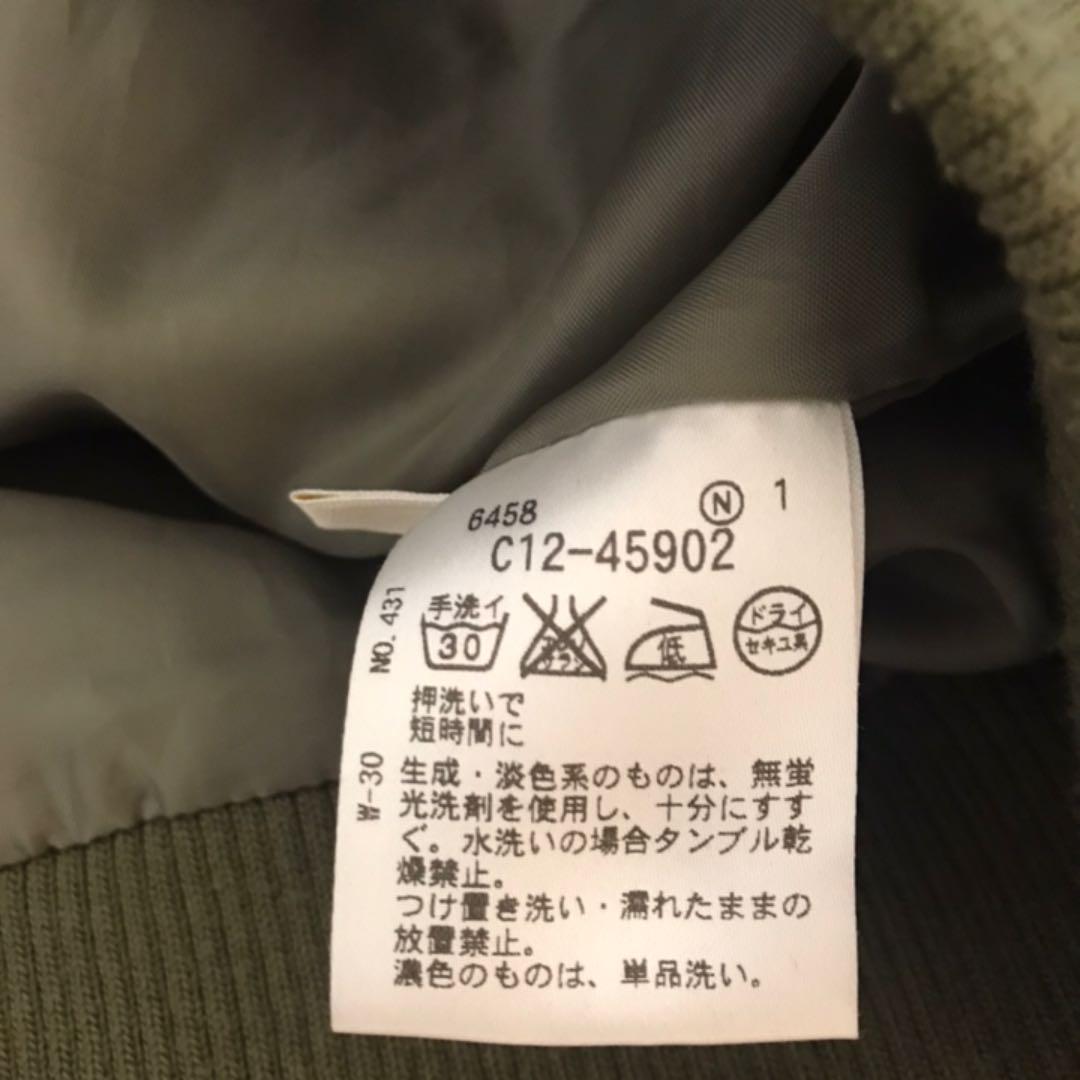 6458 Ⓝ 1
C12-45902
NO. 431
手洗イ
30
低
ドライ
セキユ系
押洗いで
短時間に
W-30
生成・淡色系のものは、無蛍
光洗剤を使用し、十分にすす
ぐ。水洗いの場合タンブル乾
燥禁止。
つけ置き洗い・濡れたままの
放置禁止。
濃色のものは、単品洗い。